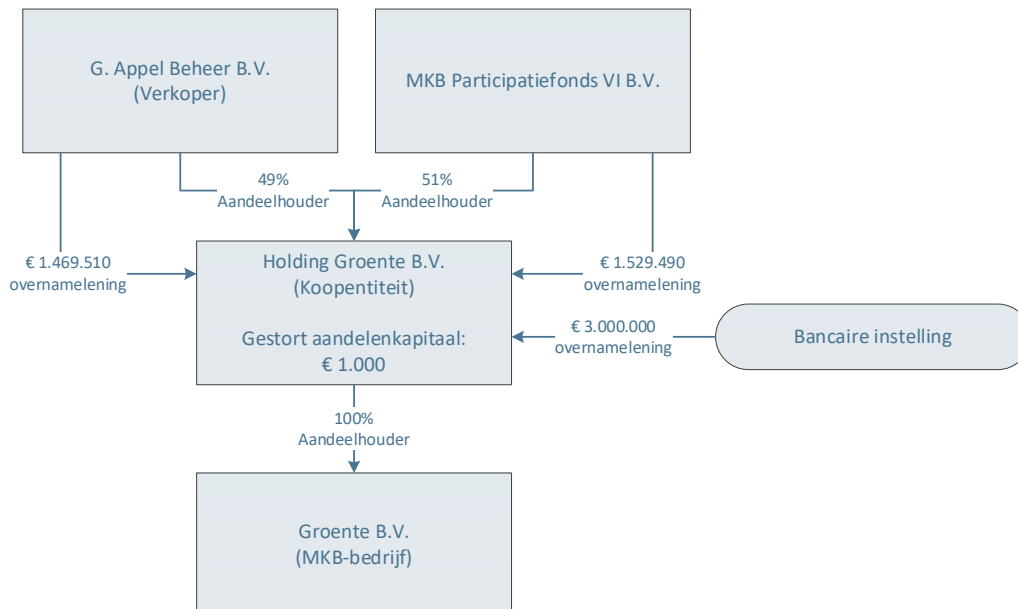 G. Appel Beheer B.V.
(Verkoper)
MKB Participatiefonds VI B.V.
49%
Aandeelhouder
51%
Aandeelhouder
€ 1.469.510
overnamelening
Holding Groente B.V.
(Koopentiteit)
Gestort aandelenkapitaal:
€ 1.000
€ 1.529.490
overnamelening
€ 3.000.000
overnamelening
Bancaire instelling
100%
Aandeelhouder
Groente B.V.
(MKB-bedrijf)